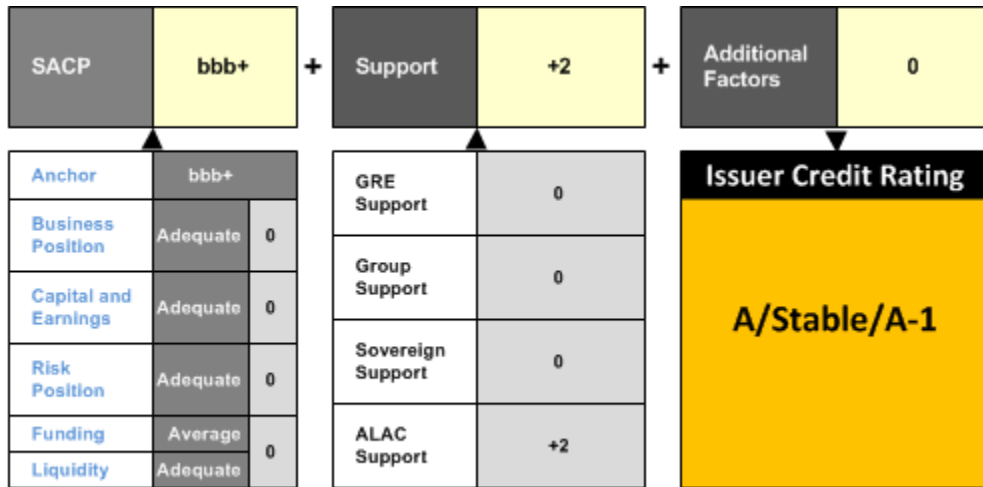 SACP bbb+ + Support +2 + Additional Factors 0
Anchor bbb+
Business Position Adequate 0
Capital and Earnings Adequate 0
Risk Position Adequate 0
Funding Average 0
Liquidity Adequate
GRE Support 0
Group Support 0
Sovereign Support 0
ALAC Support +2
Issuer Credit Rating
A/Stable/A-1